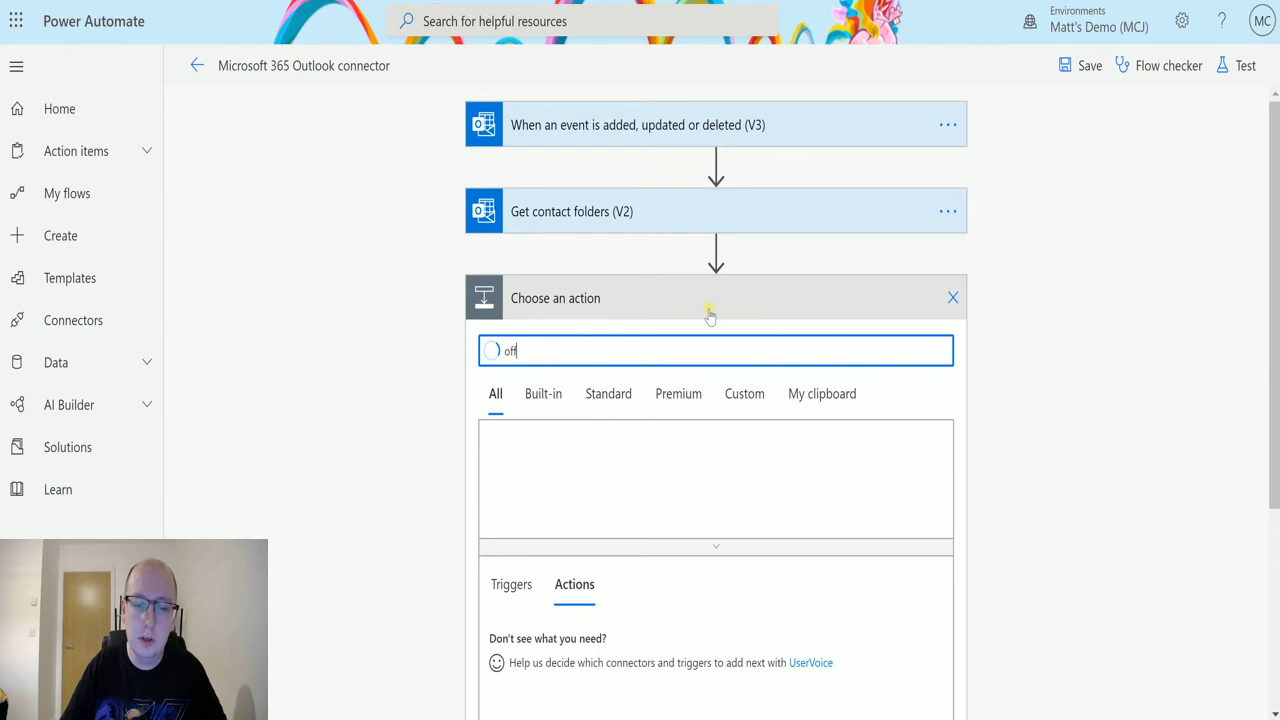 Power Automate
Search for helpful resources
Environments
Matt's Demo (MCJ)
MC
Microsoft 365 Outlook connector
Save
Flow checker
Test
Home
Action items
My flows
Create
Templates
Connectors
Data
AI Builder
Solutions
Learn
When an event is added, updated or deleted (V3)
Get contact folders (V2)
Choose an action
off
All Built-in Standard Premium Custom My clipboard
Triggers Actions
Don't see what you need?
Help us decide which connectors and triggers to add next with UserVoice